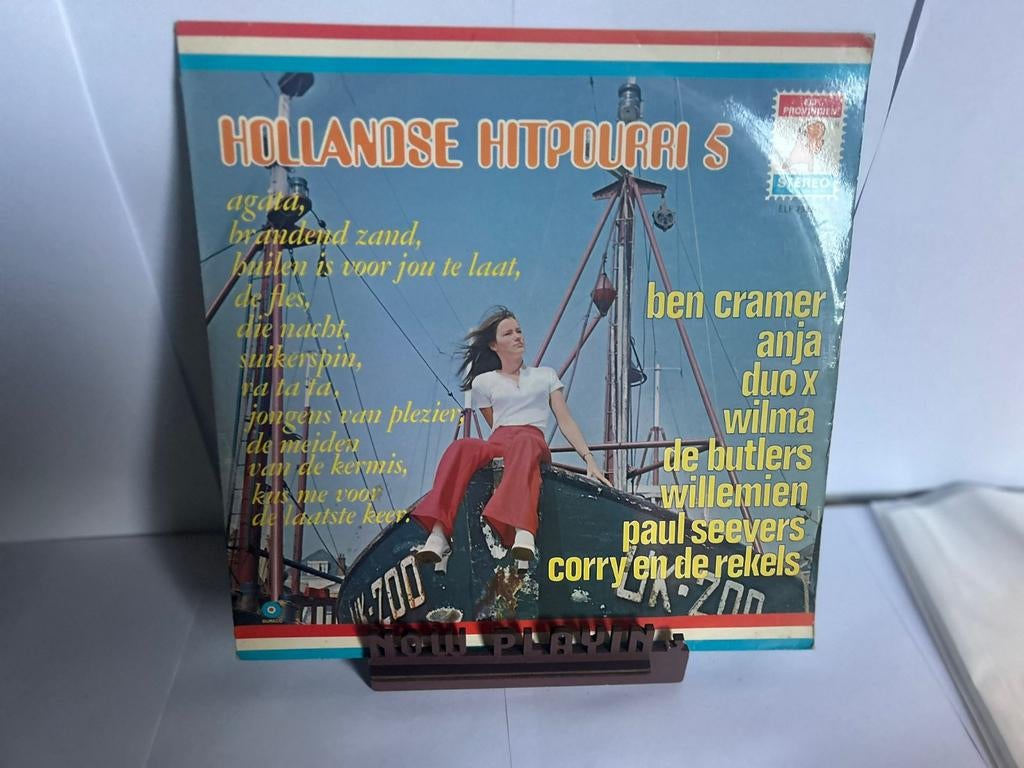 HOLLANDSE HITPOURRI 5
ELF
PROVINCIEN
STEREO
agata,
brandend zand,
huilen is voor jou te laat,
de fles,
die nacht,
suikerspin,
ra ta ta,
jongens van plezier,
de meiden
van de kermis,
kus me voor
de laatste keer.
ben cramer
anja
duo x
wilma
de butlers
willemien
paul seevers
corry en de rekels
UK-200
UK-200
NOW PLAYING